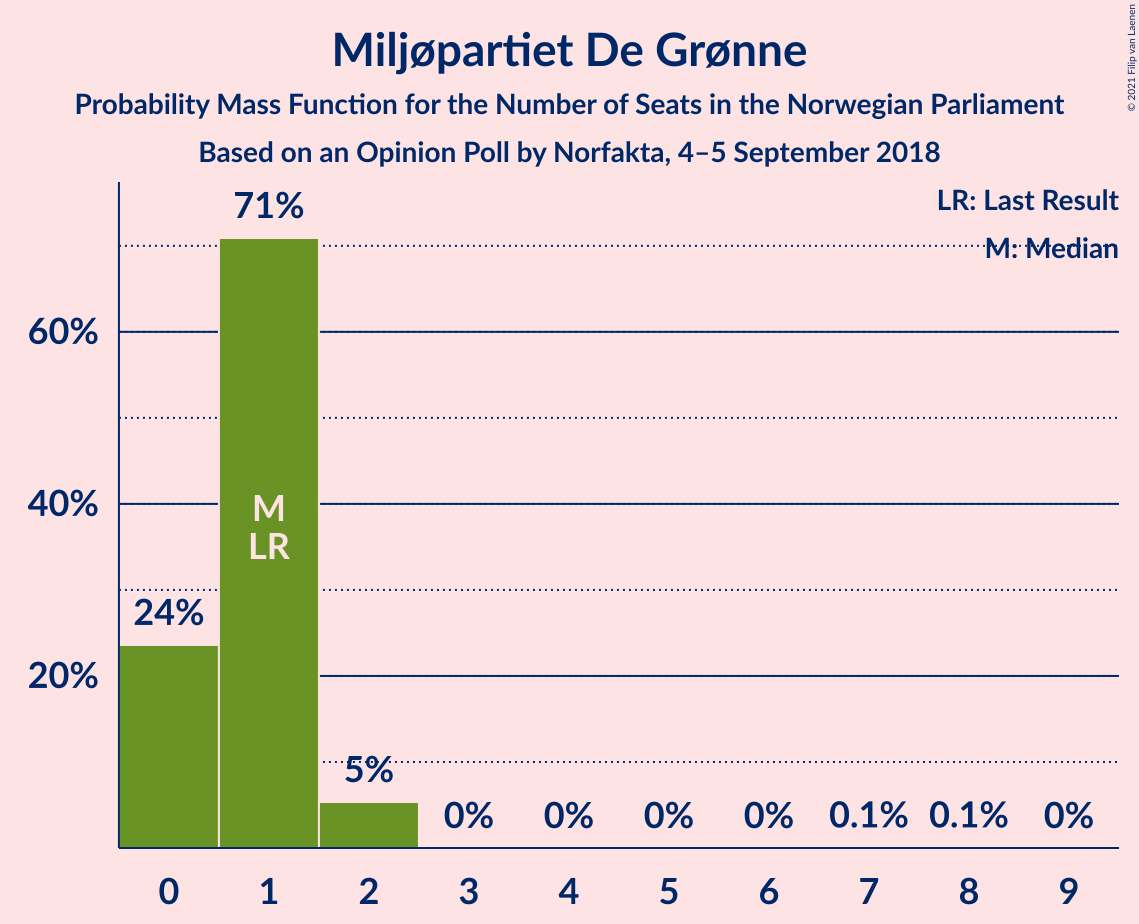 Miljøpartiet De Grønne
Probability Mass Function for the Number of Seats in the Norwegian Parliament
Based on an Opinion Poll by Norfakta, 4–5 September 2018
© 2021 Filip van Laenen
LR: Last Result
M: Median
71%
60%
40%
M
LR
24%
20%
5%
0% 0% 0% 0% 0.1% 0.1% 0%
0 1 2 3 4 5 6 7 8 9